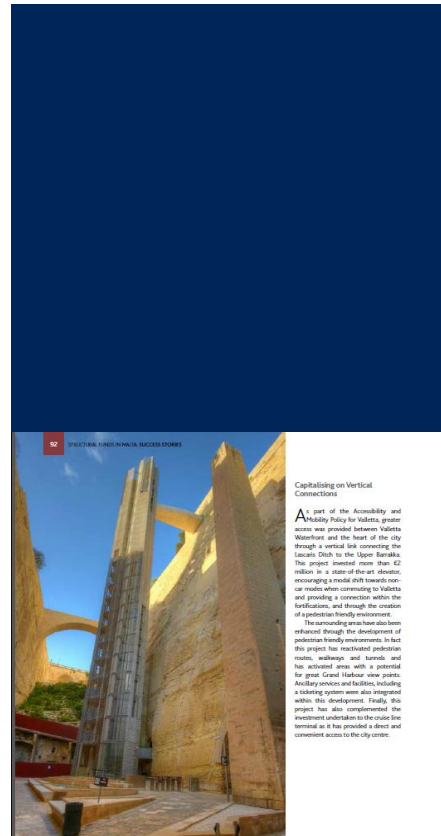 92 STRUCTURAL FUNDS IN MALTA: SUCCESS STORIES
Capitalising on Vertical
Connections
As part of the Accessibility and
Mobility Policy for Valletta, greater
access was provided between Valletta
Waterfront and the heart of the city
through a vertical link connecting the
Lascaris Ditch to the Upper Barrakka.
This project invested more than €2
million in a state-of-the-art elevator,
encouraging a modal shift towards non-
car modes when commuting to Valletta
and providing a connection within the
fortifications, and through the creation
of a pedestrian friendly environment.
The surrounding areas have also been
enhanced through the development of
pedestrian friendly environments. In fact
this project has reactivated pedestrian
routes, walkways and tunnels and
has activated areas with a potential
for great Grand Harbour view points.
Ancillary services and facilities, including
a ticketing system were also integrated
within this development. Finally, this
project has also complemented the
investment undertaken to the cruise line
terminal as it has provided a direct and
convenient access to the city centre.